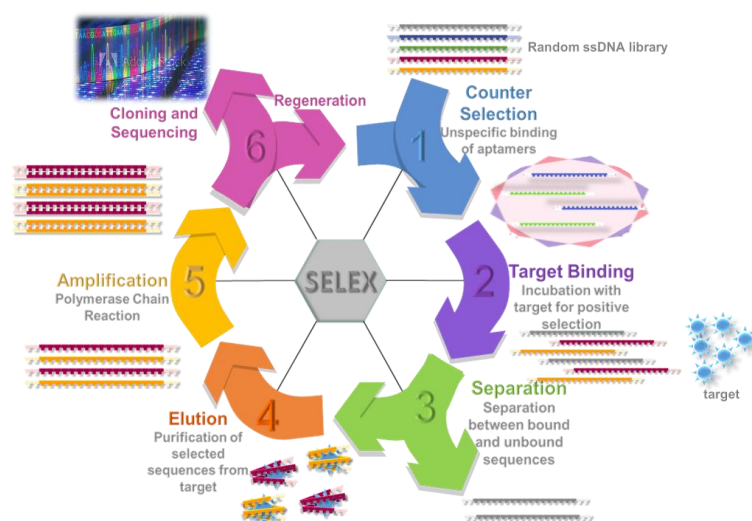 Random ssDNA library
1
Counter
Selection
Unspecific binding
of aptamers
2
Target Binding
Incubation with
target for positive
selection
target
3
Separation
Separation
between bound
and unbound
sequences
4
Elution
Purification of
selected
sequences from
target
5
Amplification
Polymerase Chain
Reaction
6
Cloning and
Sequencing
Regeneration
SELEX